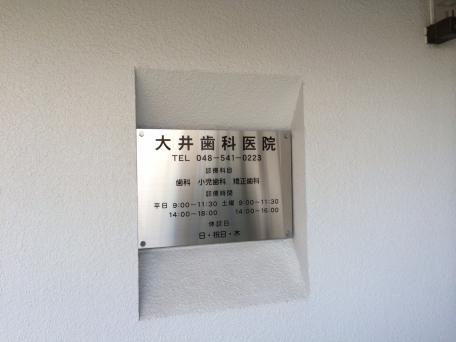 大井歯科医院
TEL 048-541-0223
診療科目
歯科 小児歯科 矯正歯科
診療時間
平日 9:00〜11:30 土曜 9:00〜11:30
14:00〜18:00 14:00〜16:00
休診日
日・祝日・木